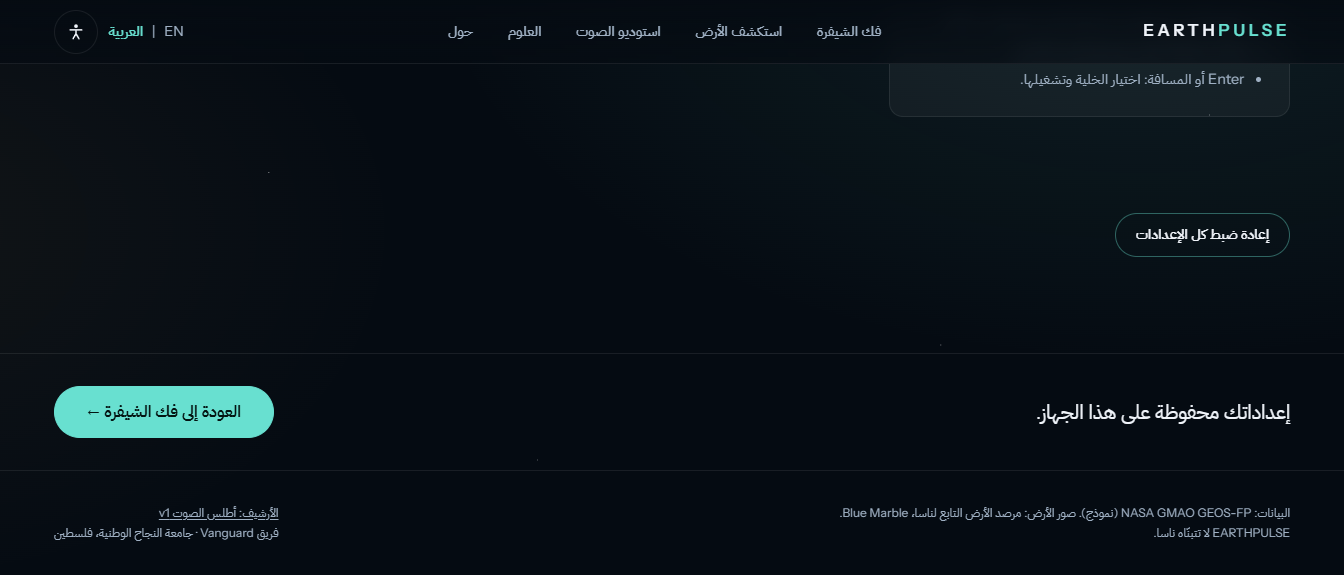 EARTHPULSE
فك الشيفرة
استكشف الأرض
استوديو الصوت
العلوم
حول
EN | العربية
• Enter أو المسافة: اختيار الخلية وتشغيلها.
إعادة ضبط كل الإعدادات
إعداداتك محفوظة على هذا الجهاز.
العودة إلى فك الشيفرة ←
البيانات: NASA GMAO GEOS-FP (نموذج). صور الأرض: مرصد الأرض التابع لناسا، Blue Marble.
EARTHPULSE لا تتبنّاه ناسا.
الأرشيف: أطلس الصوت v1
فريق Vanguard · جامعة النجاح الوطنية، فلسطين